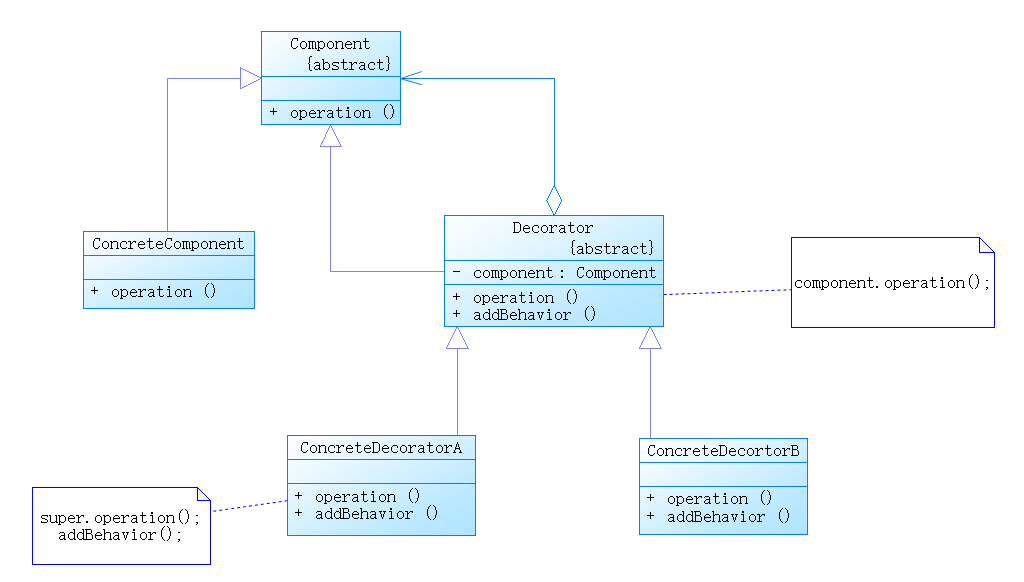 Component
{abstract}
+ operation ()
ConcreteComponent
+ operation ()
Decorator
{abstract}
- component : Component
+ operation ()
+ addBehavior ()
component.operation();
ConcreteDecoratorA
+ operation ()
+ addBehavior ()
ConcreteDecortorB
+ operation ()
+ addBehavior ()
super.operation();
addBehavior();